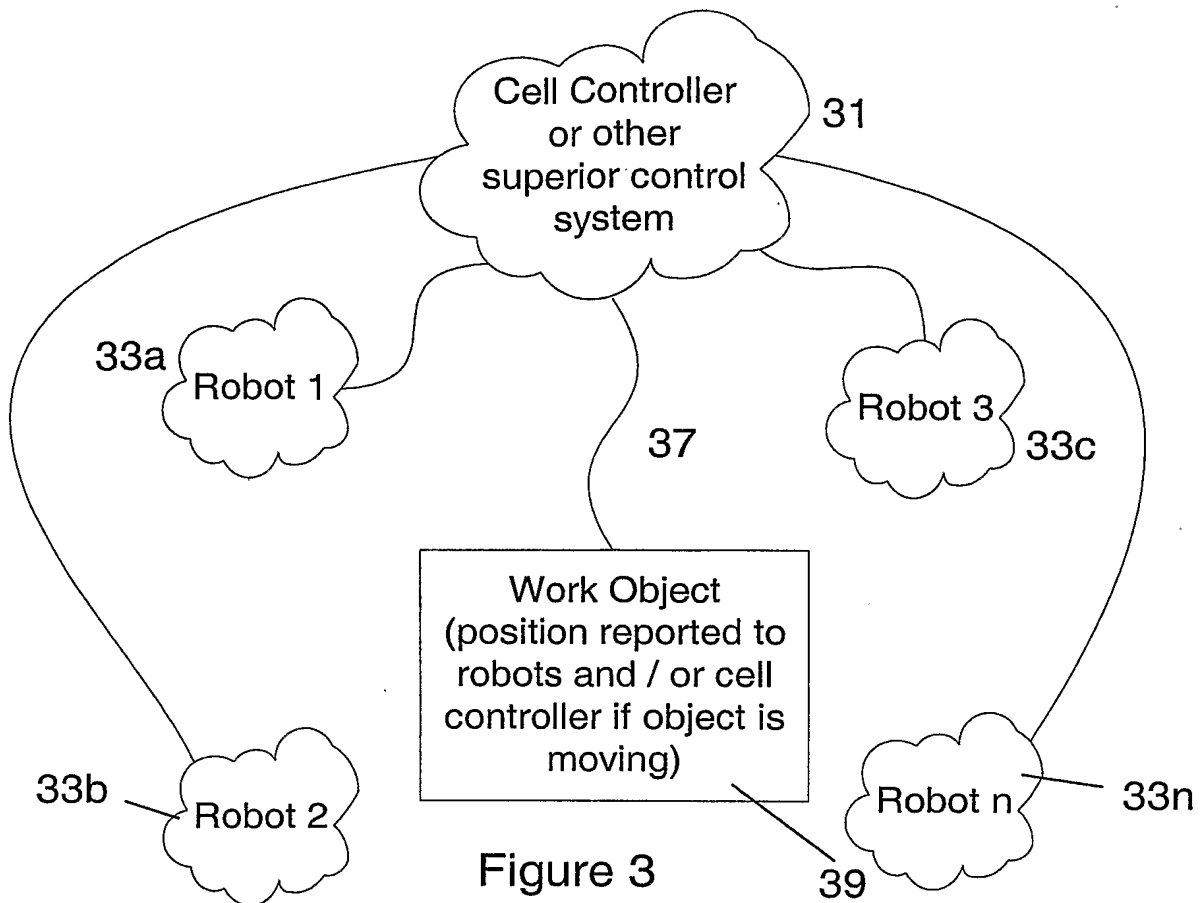 Cell Controller
or other
superior control
system
31
33a
Robot 1
37
Robot 3
33c
Work Object
(position reported to
robots and / or cell
controller if object is
moving)
33b
Robot 2
Robot n
33n
Figure 3
39